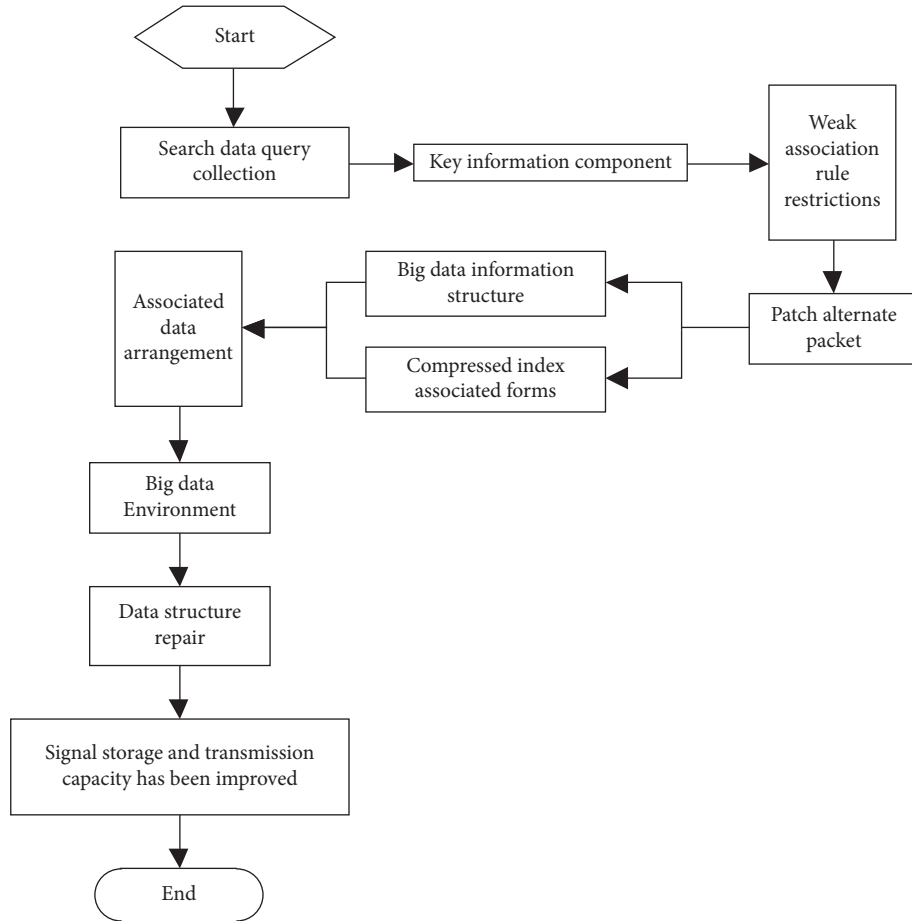 Start
Search data query
collection
Key information component
Weak
association
rule
restrictions
Patch alternate
packet
Big data information
structure
Compressed index
associated forms
Associated
data
arrangement
Big data
Environment
Data structure
repair
Signal storage and transmission
capacity has been improved
End